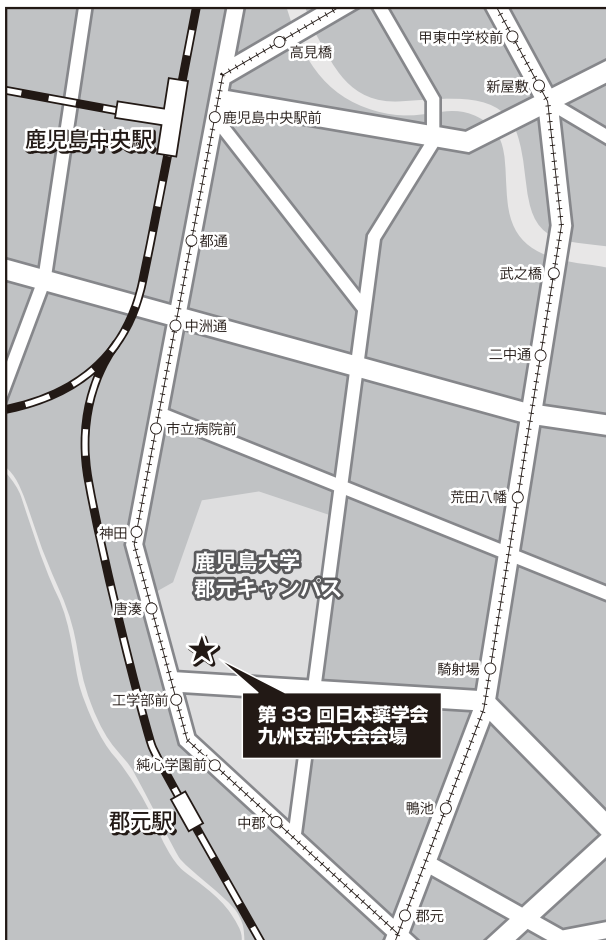 高見橋
甲東中学校前
新屋敷
鹿児島中央駅前
鹿児島中央駅
都通
武之橋
中洲通
二中通
市立病院前
荒田八幡
神田
鹿児島大学
郡元キャンパス
唐湊
騎射場
工学部前
第 33 回日本薬学会
九州支部大会会場
純心学園前
鴨池
郡元駅
中郡
郡元